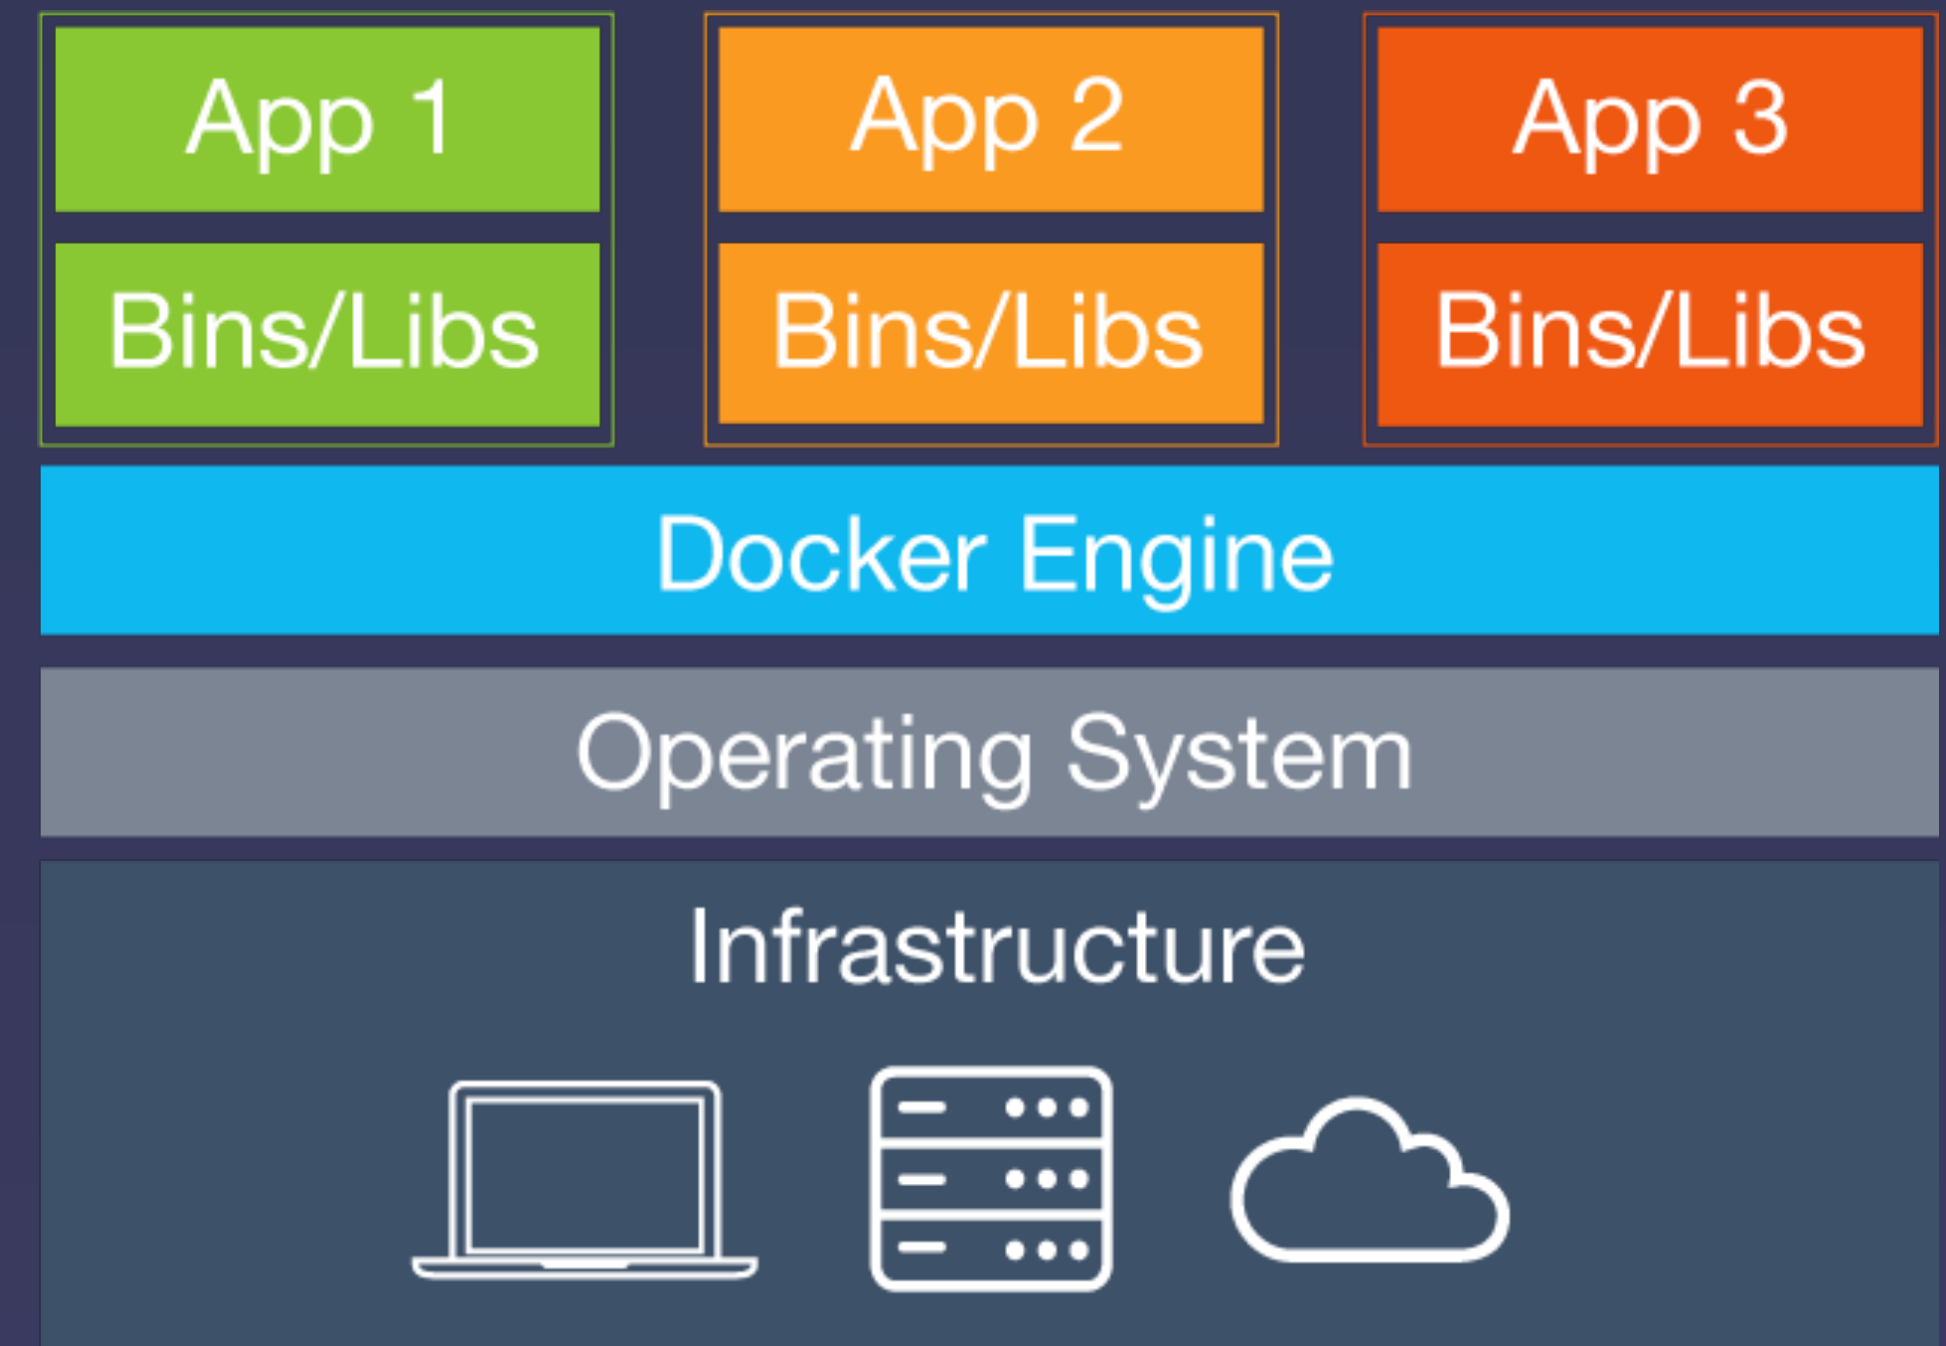 App 1
App 2
App 3
Bins/Libs
Bins/Libs
Bins/Libs
Docker Engine
Operating System
Infrastructure